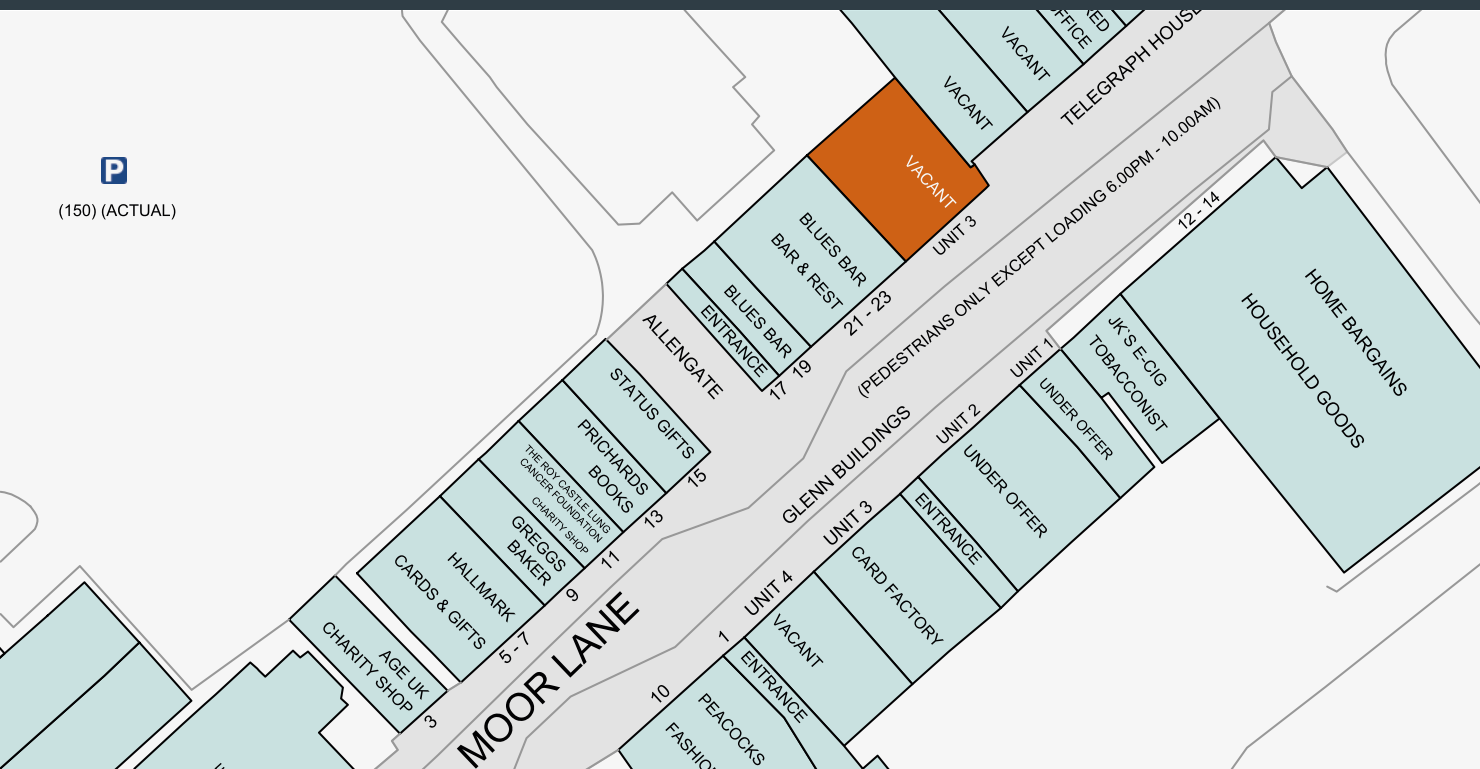 TELEGRAPH HOUSE
VACANT
VACANT
VACANT
UNIT 3
P
(150) (ACTUAL)
BLUES BAR
BAR & REST
21 - 23
BLUES BAR
19
ENTRANCE
17
ALLENGATE
(PEDESTRIANS ONLY EXCEPT LOADING 6.00PM - 10.00AM)
12 - 14
HOME BARGAINS
HOUSEHOLD GOODS
JK'S E-CIG
TOBACCONIST
UNIT 1
UNDER OFFER
UNIT 2
UNDER OFFER
GLENN BUILDINGS
ENTRANCE
UNIT 3
CARD FACTORY
UNIT 4
VACANT
1
ENTRANCE
10
PEACOCKS
STATUS GIFTS
15
PRICHARDS
BOOKS
13
THE ROY CASTLE LUNG
CANCER FOUNDATION
CHARITY SHOP
11
GREGGS
BAKER
9
HALLMARK
CARDS & GIFTS
5 - 7
AGE UK
CHARITY SHOP
3
MOOR LANE